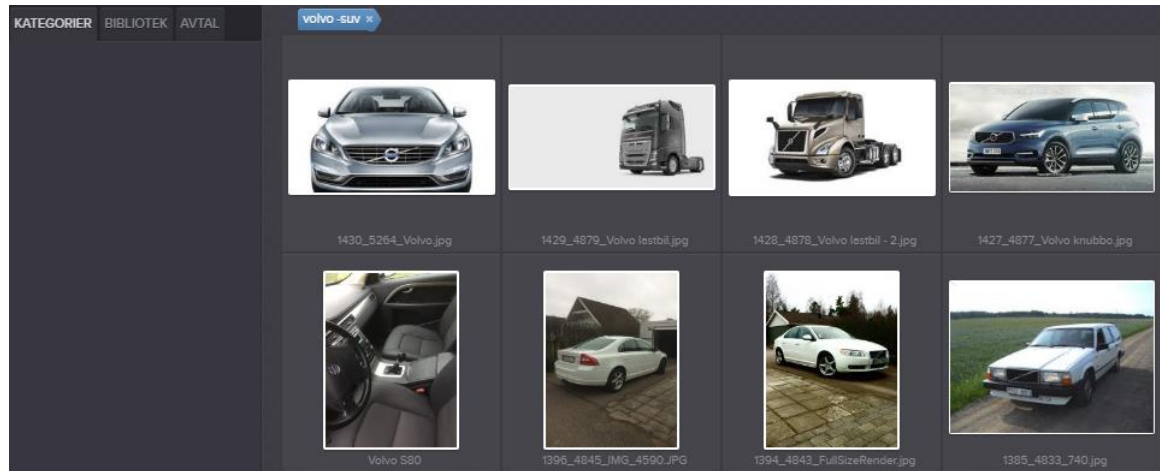 KATEGORIER BIBLIOTEK AVTAL
volvo -suv ×
1430_5264_Volvo.jpg
1429_4879_Volvo lastbil.jpg
1428_4878_Volvo lastbil - 2.jpg
1427_4877_Volvo knubbo.jpg
Volvo S80
1396_4845_IMG_4590.JPG
1394_4843_FullSizeRender.jpg
1385_4833_740.jpg